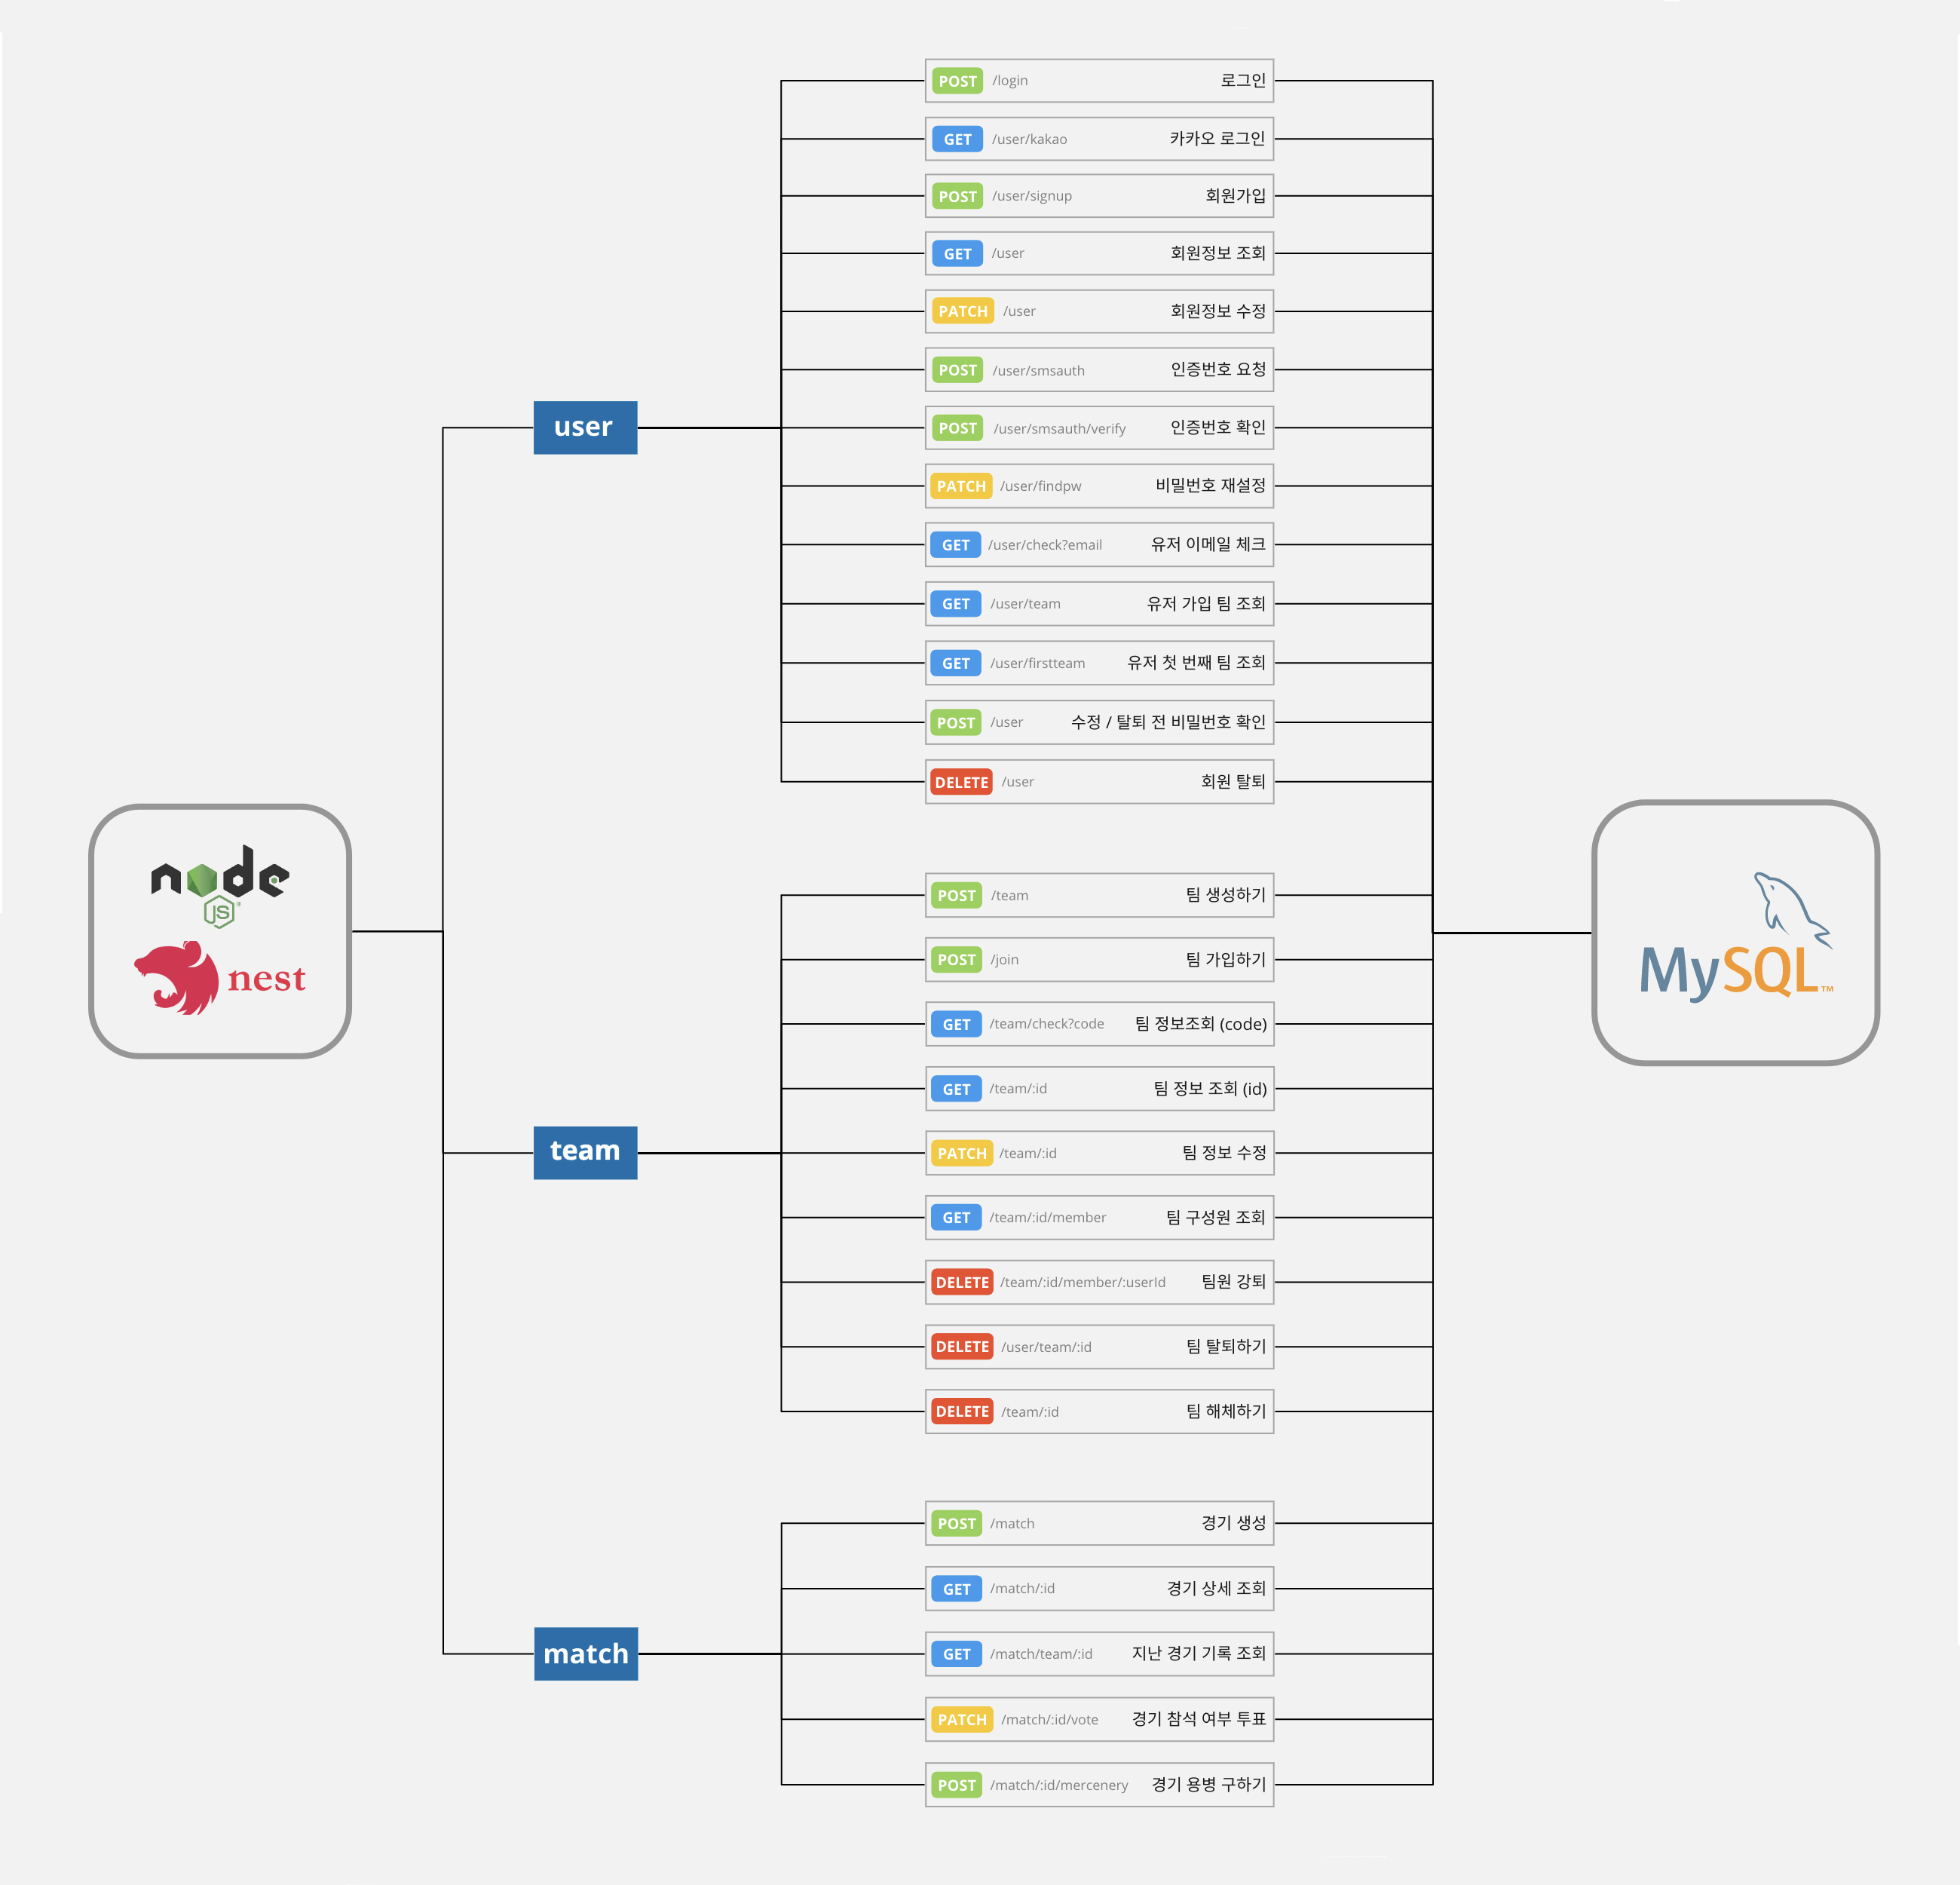 POST /login 로그인
GET /user/kakao 카카오 로그인
POST /user/signup 회원가입
GET /user 회원정보 조회
PATCH /user 회원정보 수정
POST /user/smsauth 인증번호 요청
user
POST /user/smsauth/verify 인증번호 확인
PATCH /user/findpw 비밀번호 재설정
GET /user/check?email 유저 이메일 체크
GET /user/team 유저 가입 팀 조회
GET /user/firstteam 유저 첫 번째 팀 조회
POST /user 수정 / 탈퇴 전 비밀번호 확인
DELETE /user 회원 탈퇴
node
JS ®
nest
MySQL™
POST /team 팀 생성하기
POST /join 팀 가입하기
GET /team/check?code 팀 정보조회 (code)
GET /team/:id 팀 정보 조회 (id)
team
PATCH /team/:id 팀 정보 수정
GET /team/:id/member 팀 구성원 조회
DELETE /team/:id/member/:userId 팀원 강퇴
DELETE /user/team/:id 팀 탈퇴하기
DELETE /team/:id 팀 해체하기
POST /match 경기 생성
GET /match/:id 경기 상세 조회
match
GET /match/team/:id 지난 경기 기록 조회
PATCH /match/:id/vote 경기 참석 여부 투표
POST /match/:id/mercenery 경기 용병 구하기